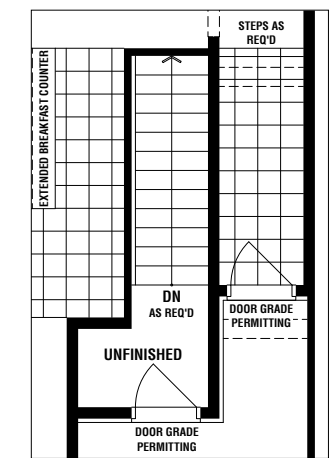 STEPS AS
REQ'D
EXTENDED BREAKFAST COUNTER
DN
AS REQ'D
DOOR GRADE
PERMITTING
UNFINISHED
DOOR GRADE
PERMITTING